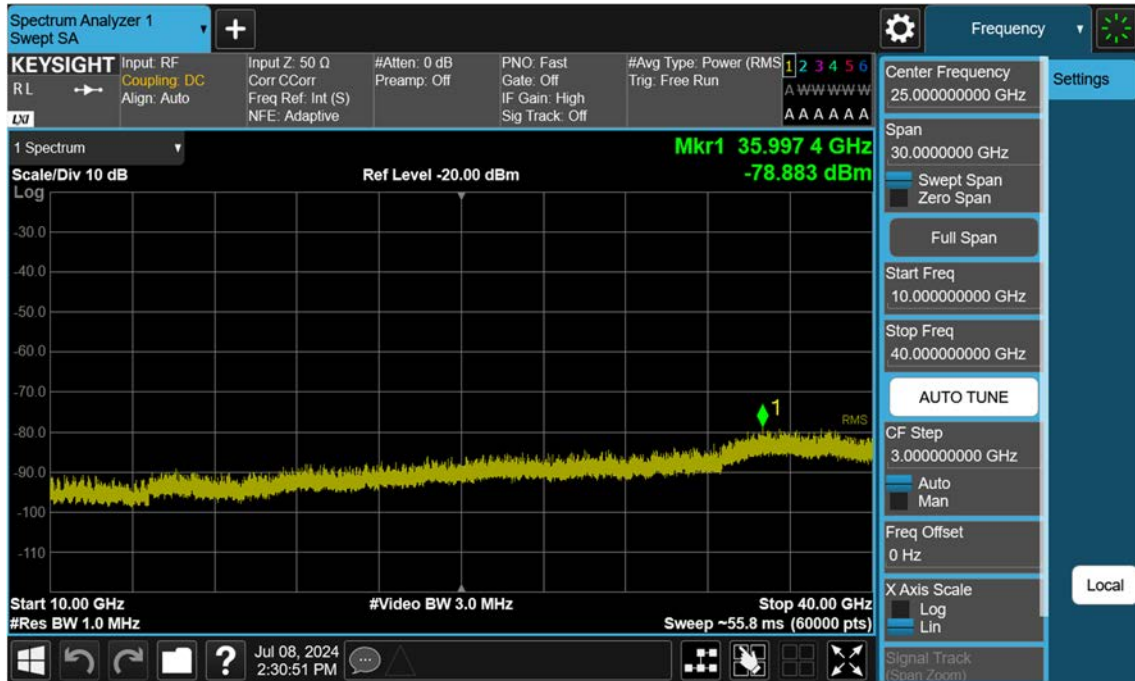 Spectrum Analyzer 1
Swept SA
Frequency
KEYSIGHT
RL
LXI
Input: RF
Coupling: DC
Align: Auto
Input Z: 50 Ω
Corr CCorr
Freq Ref: Int (S)
NFE: Adaptive
#Atten: 0 dB
Preamp: Off
PNO: Fast
Gate: Off
IF Gain: High
Sig Track: Off
#Avg Type: Power (RMS
Trig: Free Run
1 2 3 4 5 6
A W W W W W
A A A A A A
1 Spectrum
Mkr1 35.997 4 GHz
-78.883 dBm
Scale/Div 10 dB
Ref Level -20.00 dBm
Log
-30.0
-40.0
-50.0
-60.0
-70.0
-80.0
-90.0
-100
-110
1
RMS
Start 10.00 GHz
#Video BW 3.0 MHz
Stop 40.00 GHz
#Res BW 1.0 MHz
Sweep ~55.8 ms (60000 pts)
Jul 08, 2024
2:30:51 PM
Center Frequency
25.000000000 GHz
Span
30.0000000 GHz
Swept Span
Zero Span
Full Span
Start Freq
10.000000000 GHz
Stop Freq
40.000000000 GHz
AUTO TUNE
CF Step
3.000000000 GHz
Auto
Man
Freq Offset
0 Hz
X Axis Scale
Log
Lin
Signal Track
(Span Zoom)
Settings
Local